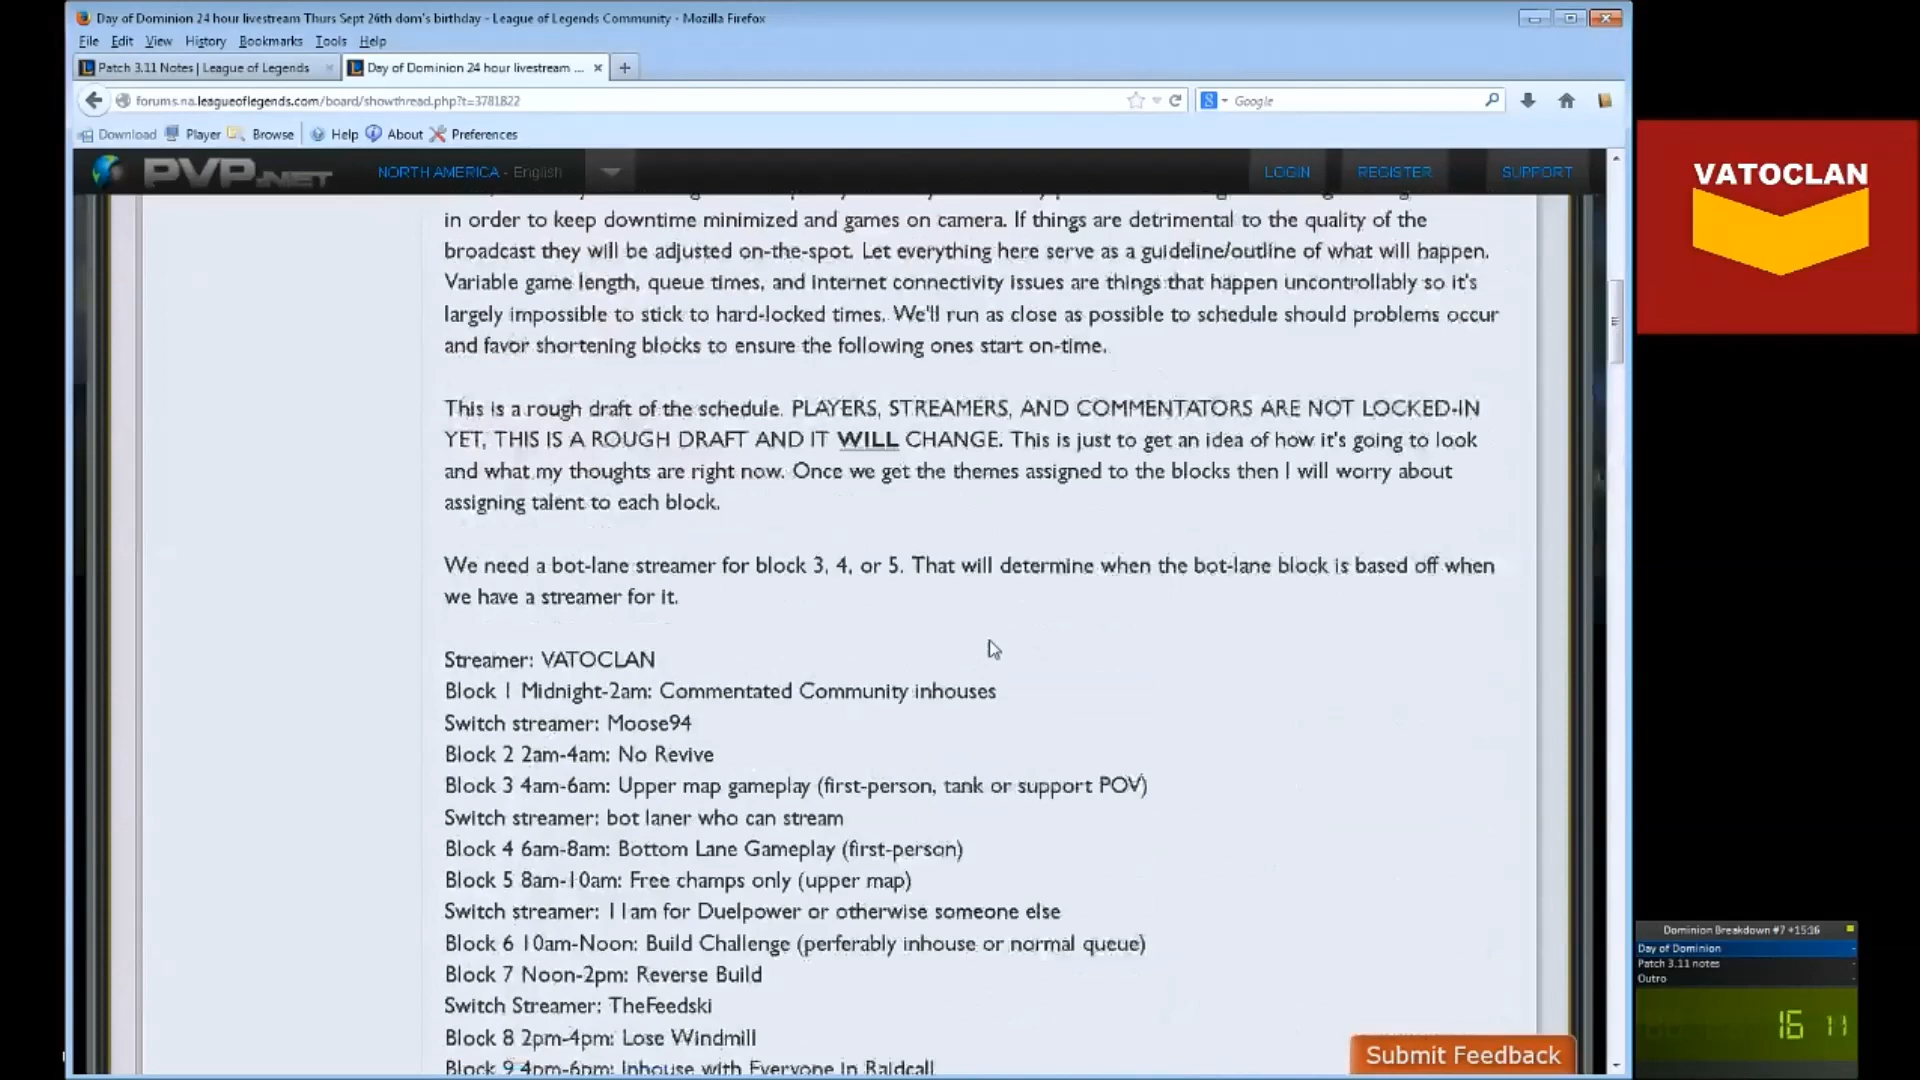 Day of Dominion 24 hour livestream Thurs Sept 26th dom's birthday - League of Legends Community - Mozilla Firefox
File Edit View History Bookmarks Tools Help
Patch 3.11 Notes | League of Legends
Day of Dominion 24 hour livestream ...
forums.na.leagueoflegends.com/board/showthread.php?t=3781822
Google
Download Player Browse Help About Preferences
PVP.NET
NORTH AMERICA - English
LOGIN REGISTER SUPPORT
in order to keep downtime minimized and games on camera. If things are detrimental to the quality of the
broadcast they will be adjusted on-the-spot. Let everything here serve as a guideline/outline of what will happen.
Variable game length, queue times, and internet connectivity issues are things that happen uncontrollably so it's
largely impossible to stick to hard-locked times. We'll run as close as possible to schedule should problems occur
and favor shortening blocks to ensure the following ones start on-time.
This is a rough draft of the schedule. PLAYERS, STREAMERS, AND COMMENTATORS ARE NOT LOCKED-IN
YET, THIS IS A ROUGH DRAFT AND IT WILL CHANGE. This is just to get an idea of how it's going to look
and what my thoughts are right now. Once we get the themes assigned to the blocks then I will worry about
assigning talent to each block.
We need a bot-lane streamer for block 3, 4, or 5. That will determine when the bot-lane block is based off when
we have a streamer for it.
Streamer: VATOCLAN
Block 1 Midnight-2am: Commentated Community inhouses
Switch streamer: Moose94
Block 2 2am-4am: No Revive
Block 3 4am-6am: Upper map gameplay (first-person, tank or support POV)
Switch streamer: bot laner who can stream
Block 4 6am-8am: Bottom Lane Gameplay (first-person)
Block 5 8am-10am: Free champs only (upper map)
Switch streamer: 11am for Duelpower or otherwise someone else
Block 6 10am-Noon: Build Challenge (perferably inhouse or normal queue)
Block 7 Noon-2pm: Reverse Build
Switch Streamer: TheFeedski
Block 8 2pm-4pm: Lose Windmill
Block 9 4pm-6pm: Inhouse with Everyone in Raidcall
Submit Feedback
VATOCLAN
Dominion Breakdown #7 +15:16
Day of Dominion
Patch 3.11 notes
Outro
16 11